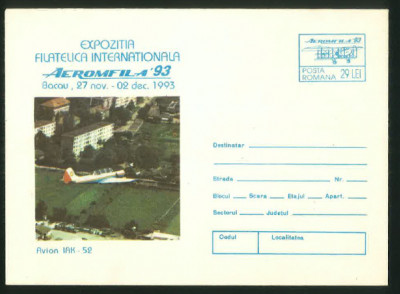 EXPOZITIA
FILATELICA INTERNATIONALA
AEROMFILA '93
Bacau, 27 nov. - 02 dec. 1993
AEROMFILA '93
POSTA
ROMANA 29 LEI
Destinatar
Strada Nr.
Blocul Scara Etajul Apart.
Sectorul Judetul
Codul Localitatea
Avion IAK - 52